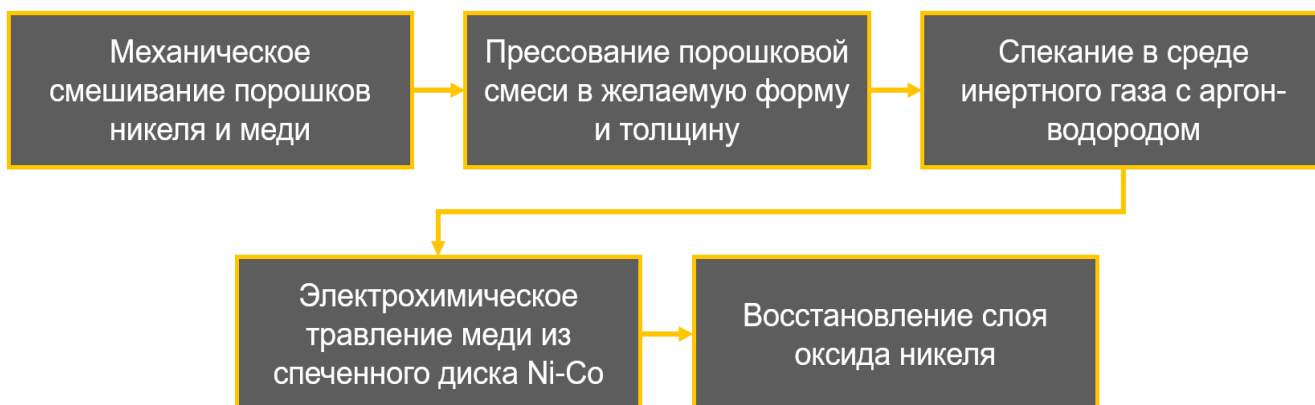 Механическое
смешивание порошков
никеля и меди
Прессование порошковой
смеси в желаемую форму
и толщину
Спекание в среде
инертного газа с аргон-
водородом
Электрохимическое
травление меди из
спеченного диска Ni-Co
Восстановление слоя
оксида никеля